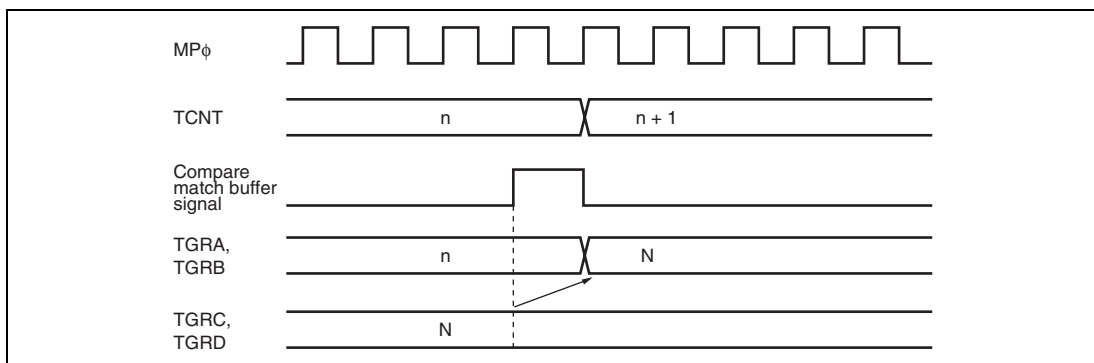 MPϕ
TCNT
n
n + 1
Compare
match buffer
signal
TGRA,
TGRB
n
N
TGRC,
TGRD
N